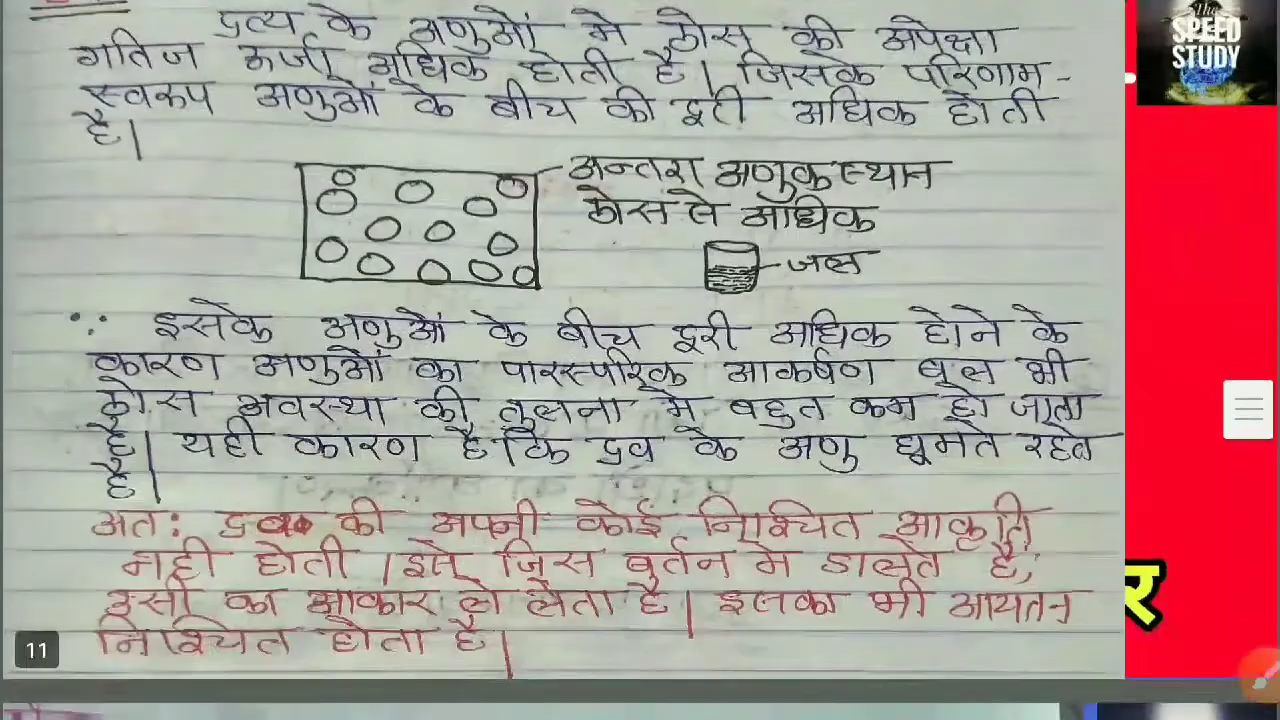 द्रव्य के अणुओं मे ठोस की अपेक्षा
गतिज ऊर्जा अधिक होती है। जिसके परिणाम-
स्वरूप अणुओं के बीच की दूरी अधिक होती
है।
अन्तरा अणुक स्थान
ठोस से अधिक
जल
∵ इसके अणुओं के बीच दूरी अधिक होने के
कारण अणुओं का पारस्परिक आकर्षण बल भी
ठोस अवस्था की तुलना मे बहुत कम हो जाता
है। यही कारण है कि द्रव के अणु घूमते रहते
है।
अत: द्रव की अपनी कोई निश्चित आकृति
नही होती। इसे जिस बर्तन मे डालते है,
उसी का आकार ले लेता है। इसका भी आयतन
निश्चित होता है।
11
The
SPEED
STUDY
र